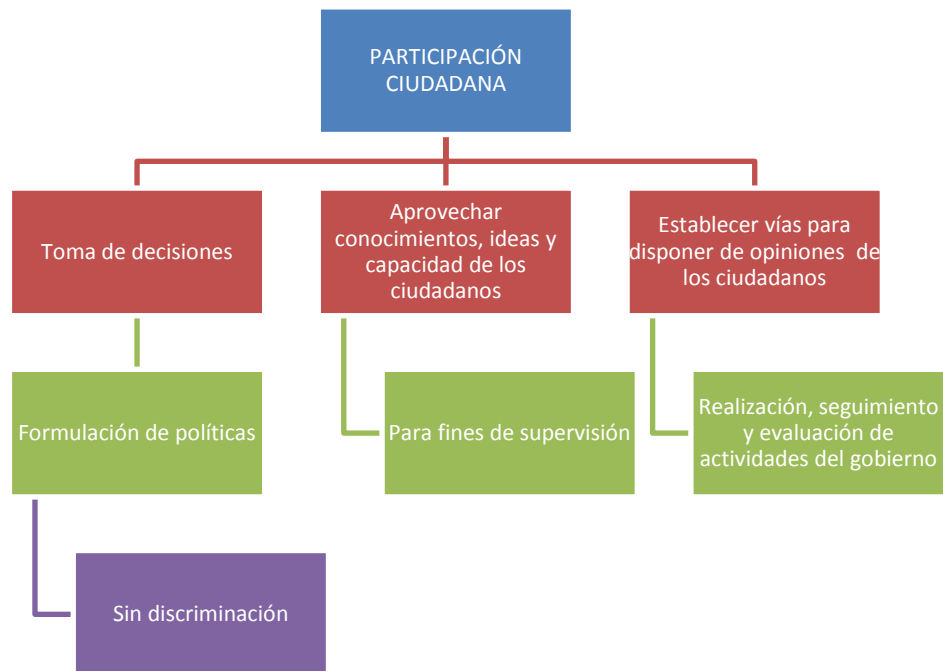 PARTICIPACIÓN
CIUDADANA
Toma de decisiones
Aprovechar
conocimientos, ideas y
capacidad de los
ciudadanos
Establecer vías para
disponer de opiniones de
los ciudadanos
Formulación de políticas
Para fines de supervisión
Realización, seguimiento
y evaluación de
actividades del gobierno
Sin discriminación